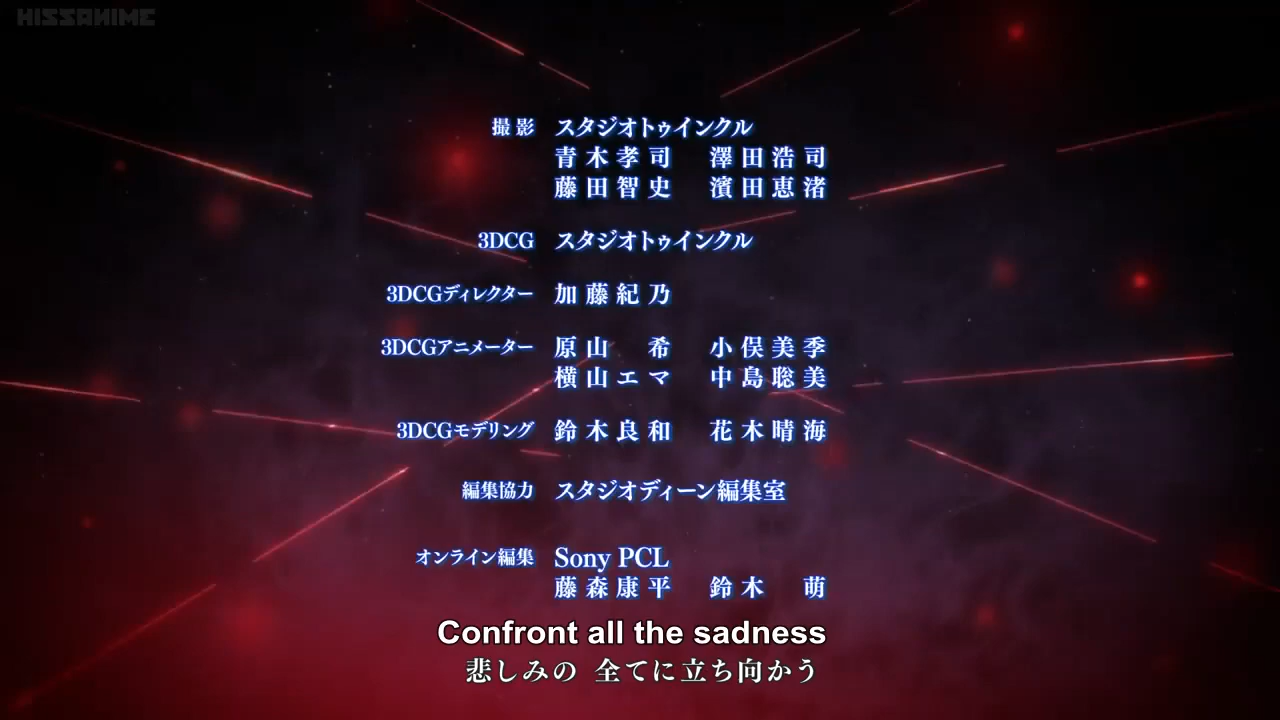 HISSANIME
撮影 スタジオトゥインクル
青木孝司 澤田浩司
藤田智史 濱田恵渚
3DCG スタジオトゥインクル
3DCGディレクター 加藤紀乃
3DCGアニメーター 原山 希 小俣美季
横山エマ 中島聡美
3DCGモデリング 鈴木良和 花木晴海
編集協力 スタジオディーン編集室
オンライン編集 Sony PCL
藤森康平 鈴木 萌
Confront all the sadness
悲しみの 全てに立ち向かう